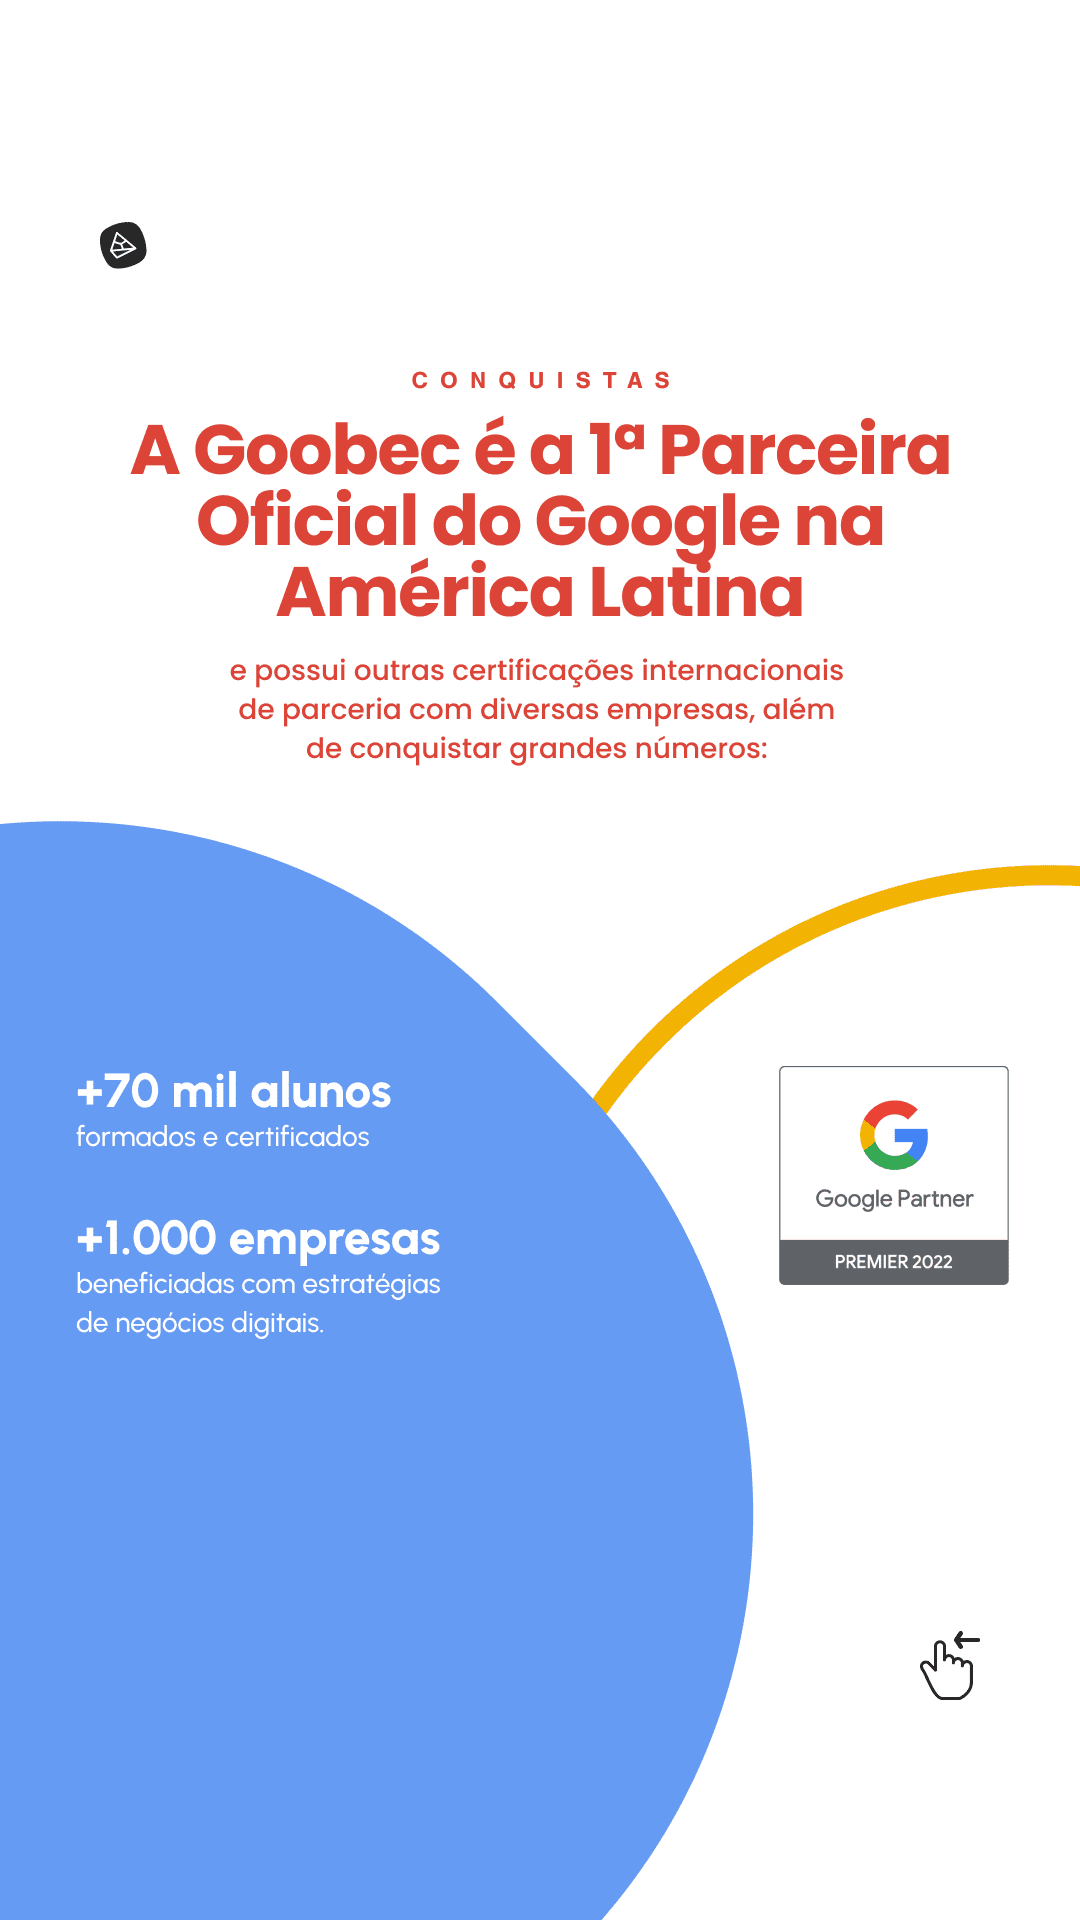 CONQUISTAS
A Goobec é a 1ª Parceira
Oficial do Google na
América Latina
e possui outras certificações internacionais
de parceria com diversas empresas, além
de conquistar grandes números:
+70 mil alunos
formados e certificados
+1.000 empresas
beneficiadas com estratégias
de negócios digitais.
Google Partner
PREMIER 2022